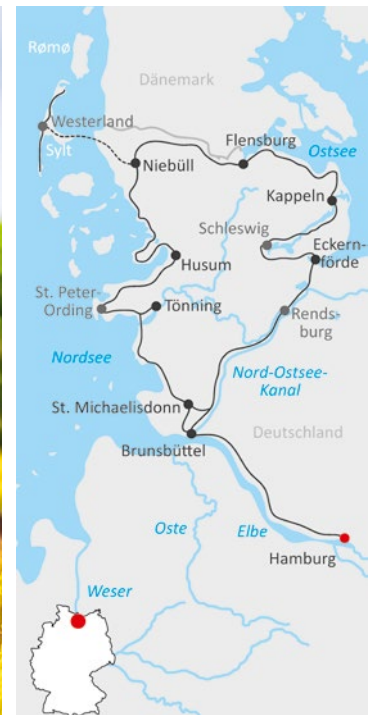 Rømø
Dänemark
Westerland
Flensburg
Ostsee
Sylt
Niebüll
Kappeln
Schleswig
Eckern-
förde
Husum
St. Peter-
Ording
Tönning
Rends-
burg
Nordsee
Nord-Ostsee-
Kanal
St. Michaelisdonn
Deutschland
Brunsbüttel
Oste
Elbe
Hamburg
Weser